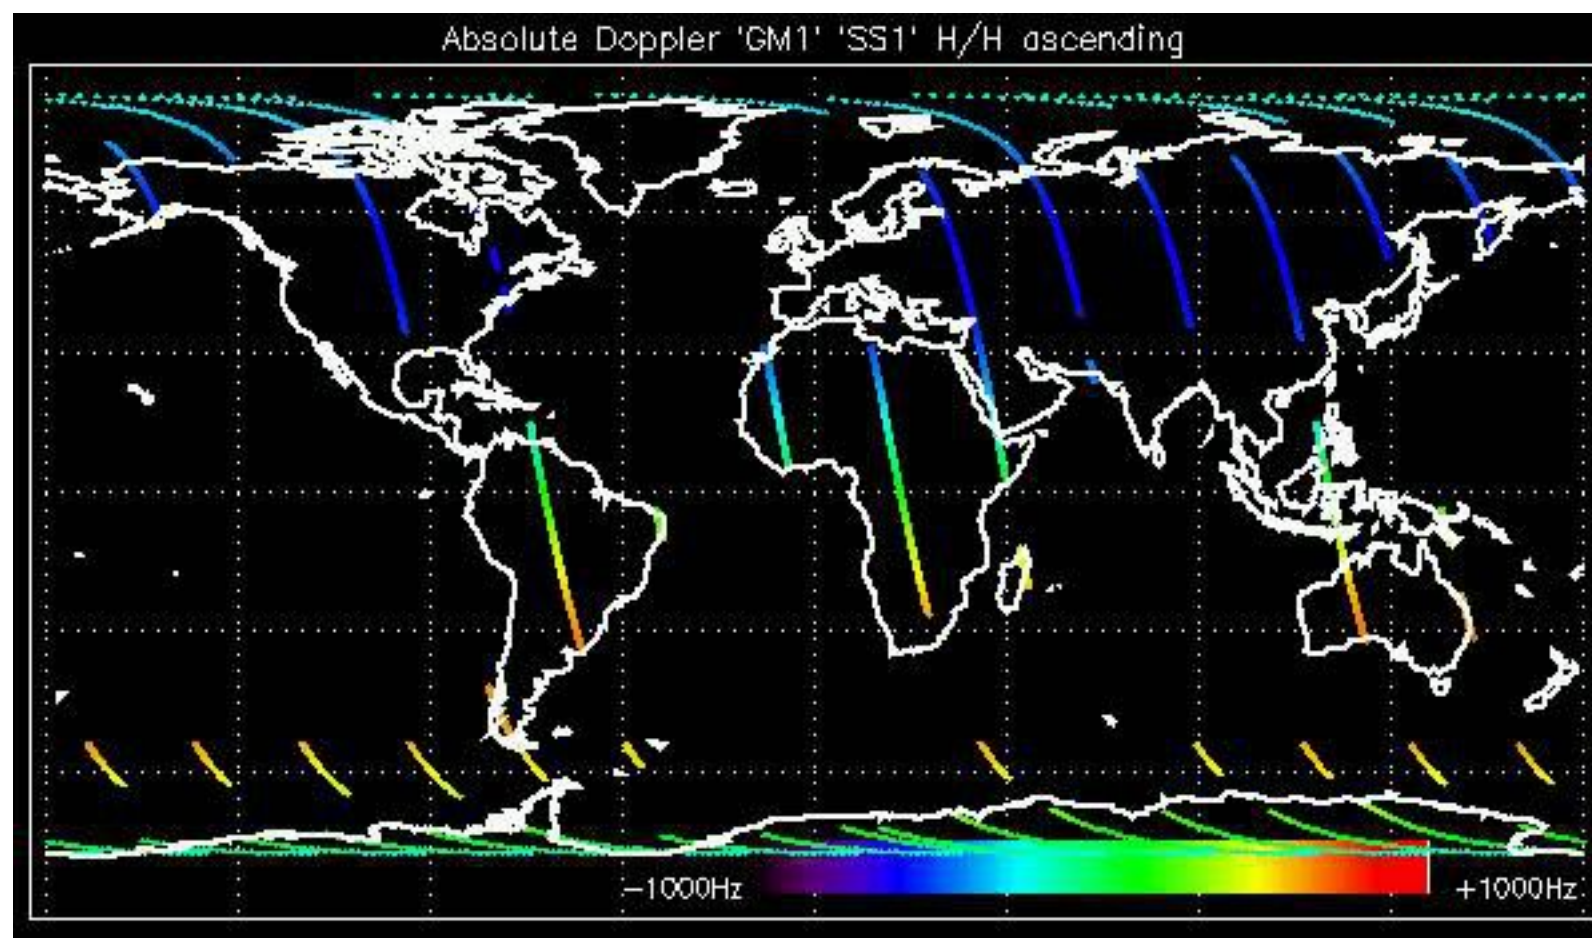 Absolute Doppler 'GM1' 'SS1' H/H ascending
−1000Hz
+1000Hz